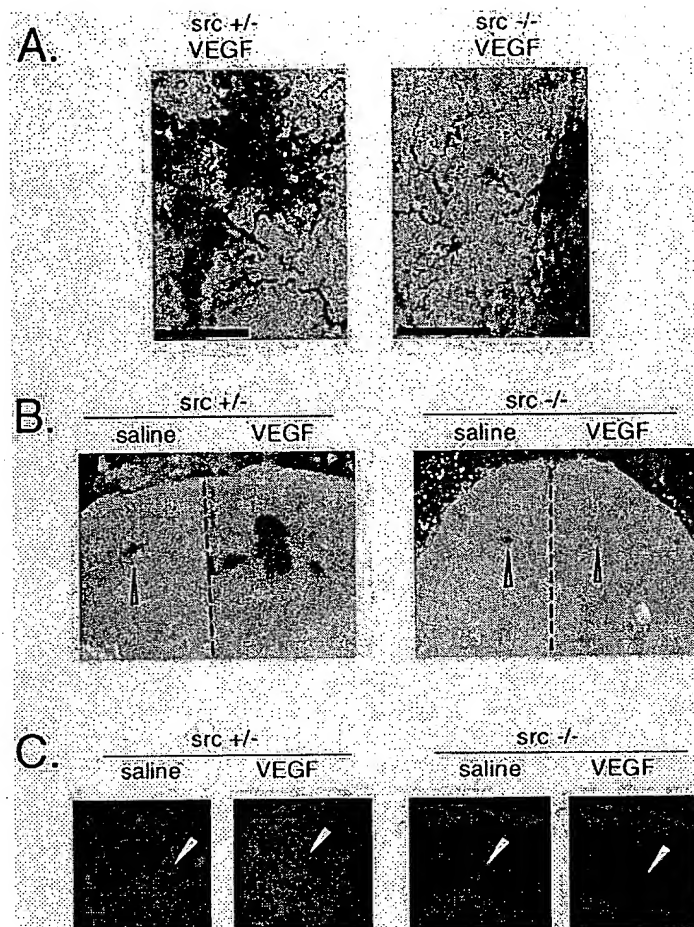 A.
src +/-
VEGF
src -/-
VEGF
B.
src +/-
saline VEGF
src -/-
saline VEGF
C.
src +/-
saline VEGF
src -/-
saline VEGF